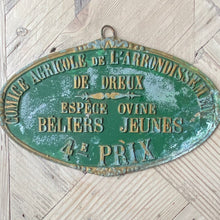 COMICE AGRICOLE DE L'ARRONDISSEMENT
DE DREUX
ESPÈCE OVINE
BELIERS JEUNES.
4E PRIX